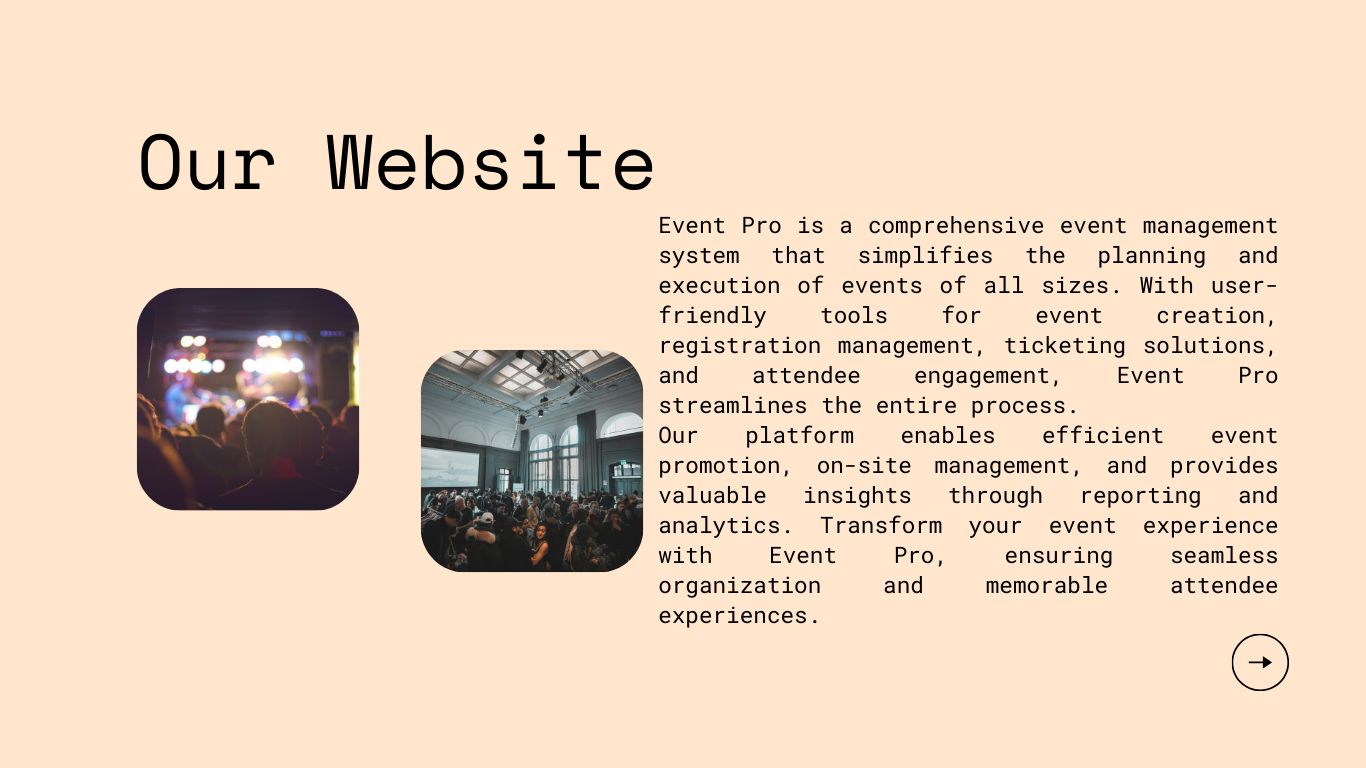 Our Website
Event Pro is a comprehensive event management
system that simplifies the planning and
execution of events of all sizes. With user-
friendly tools for event creation,
registration management, ticketing solutions,
and attendee engagement, Event Pro
streamlines the entire process.
Our platform enables efficient event
promotion, on-site management, and provides
valuable insights through reporting and
analytics. Transform your event experience
with Event Pro, ensuring seamless
organization and memorable attendee
experiences.